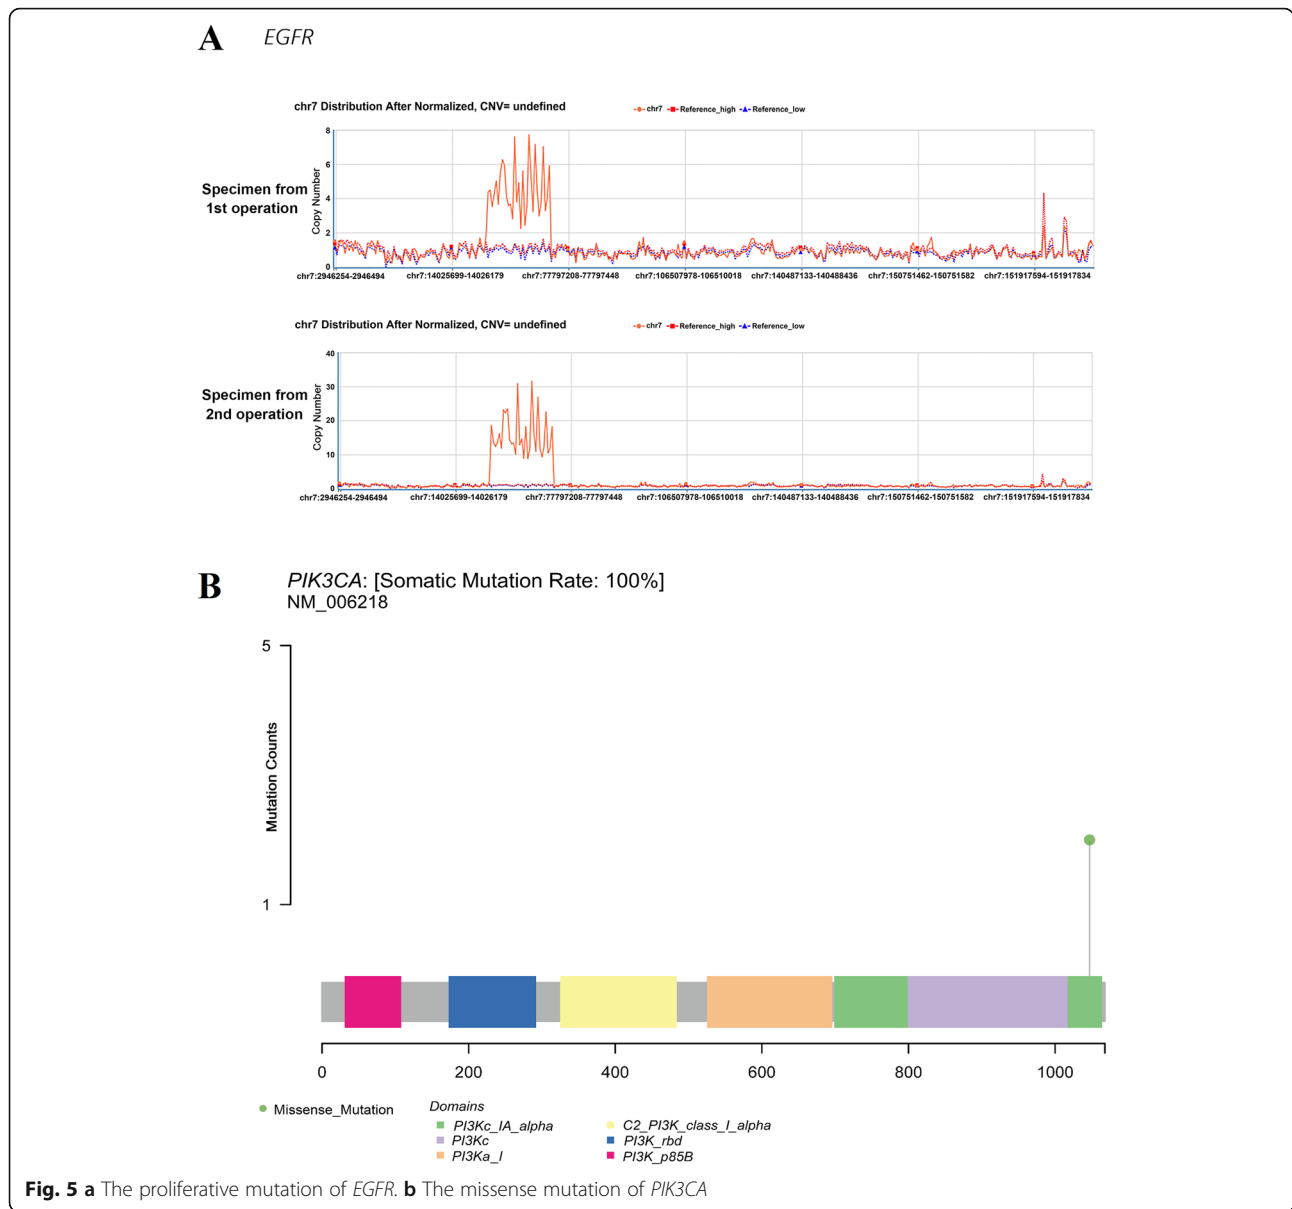 A EGFR
chr7 Distribution After Normalized, CNV= undefined
chr7 Reference_high Reference_low
8
6
4
2
0
Copy Number
Specimen from
1st operation
chr7:2946254-2946494 chr7:14025699-14026179 chr7:77797208-77797448 chr7:106507978-106510018 chr7:140487133-140488436 chr7:150751462-150751582 chr7:151917594-151917834
chr7 Distribution After Normalized, CNV= undefined
chr7 Reference_high Reference_low
40
30
20
10
0
Copy Number
Specimen from
2nd operation
chr7:2946254-2946494 chr7:14025699-14026179 chr7:77797208-77797448 chr7:106507978-106510018 chr7:140487133-140488436 chr7:150751462-150751582 chr7:151917594-151917834
B PIK3CA: [Somatic Mutation Rate: 100%]
NM_006218
5
Mutation Counts
1
0 200 400 600 800 1000
Missense_Mutation
Domains
PI3Kc_IA_alpha C2_PI3K_class_I_alpha
PI3Kc PI3K_rbd
PI3Ka_I PI3K_p85B
Fig. 5 a The proliferative mutation of EGFR. b The missense mutation of PIK3CA